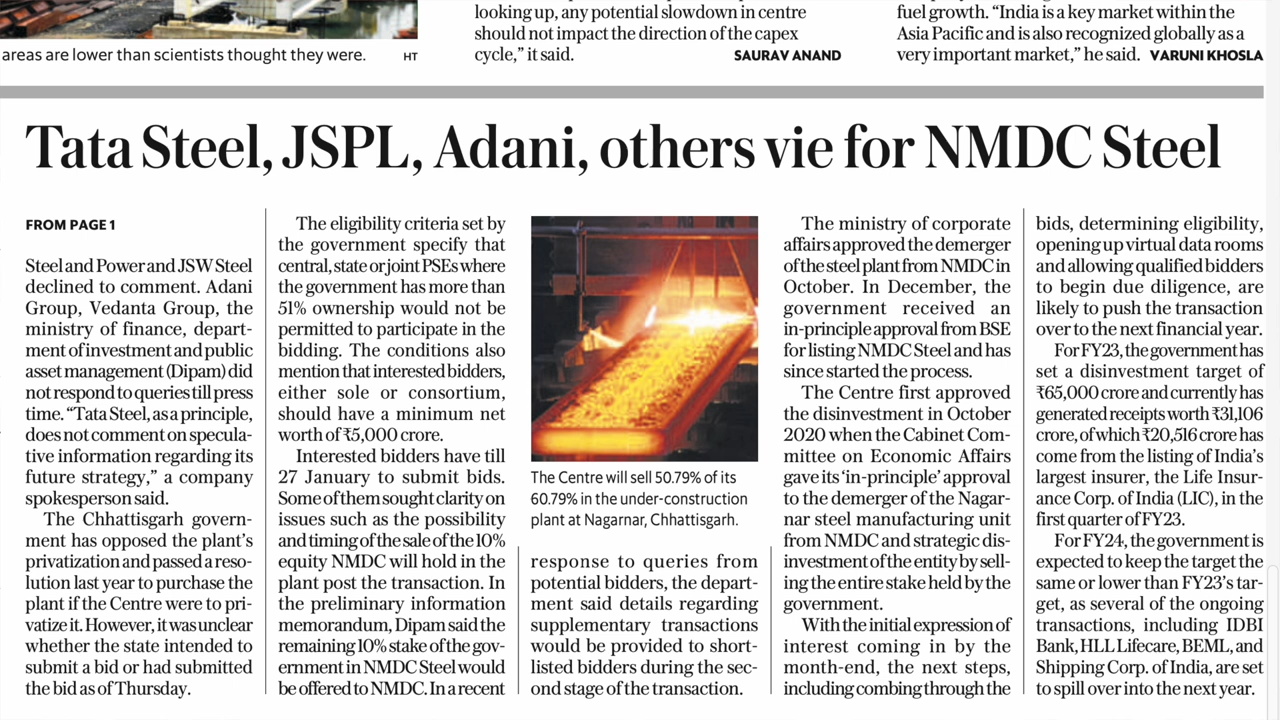 areas are lower than scientists thought they were.
HT
looking up, any potential slowdown in centre
should not impact the direction of the capex
cycle,” it said.
SAURAV ANAND
fuel growth. “India is a key market within the
Asia Pacific and is also recognized globally as a
very important market,” he said. VARUNI KHOSLA
Tata Steel, JSPL, Adani, others vie for NMDC Steel
FROM PAGE 1
Steel and Power and JSW Steel
declined to comment. Adani
Group, Vedanta Group, the
ministry of finance, depart-
ment of investment and public
asset management (Dipam) did
not respond to queries till press
time. “Tata Steel, as a principle,
does not comment on specula-
tive information regarding its
future strategy,” a company
spokesperson said.
The Chhattisgarh govern-
ment has opposed the plant’s
privatization and passed a reso-
lution last year to purchase the
plant if the Centre were to pri-
vatize it. However, it was unclear
whether the state intended to
submit a bid or had submitted
the bid as of Thursday.
The eligibility criteria set by
the government specify that
central, state or joint PSEs where
the government has more than
51% ownership would not be
permitted to participate in the
bidding. The conditions also
mention that interested bidders,
either sole or consortium,
should have a minimum net
worth of ₹5,000 crore.
Interested bidders have till
27 January to submit bids.
Some of them sought clarity on
issues such as the possibility
and timing of the sale of the 10%
equity NMDC will hold in the
plant post the transaction. In
the preliminary information
memorandum, Dipam said the
remaining 10% stake of the gov-
ernment in NMDC Steel would
be offered to NMDC. In a recent
The Centre will sell 50.79% of its
60.79% in the under-construction
plant at Nagarnar, Chhattisgarh.
response to queries from
potential bidders, the depart-
ment said details regarding
supplementary transactions
would be provided to short-
listed bidders during the sec-
ond stage of the transaction.
The ministry of corporate
affairs approved the demerger
of the steel plant from NMDC in
October. In December, the
government received an
in-principle approval from BSE
for listing NMDC Steel and has
since started the process.
The Centre first approved
the disinvestment in October
2020 when the Cabinet Com-
mittee on Economic Affairs
gave its ‘in-principle’ approval
to the demerger of the Nagar-
nar steel manufacturing unit
from NMDC and strategic dis-
investment of the entity by sell-
ing the entire stake held by the
government.
With the initial expression of
interest coming in by the
month-end, the next steps,
including combing through the
bids, determining eligibility,
opening up virtual data rooms
and allowing qualified bidders
to begin due diligence, are
likely to push the transaction
over to the next financial year.
For FY23, the government has
set a disinvestment target of
₹65,000 crore and currently has
generated receipts worth ₹31,106
crore, of which ₹20,516 crore has
come from the listing of India’s
largest insurer, the Life Insur-
ance Corp. of India (LIC), in the
first quarter of FY23.
For FY24, the government is
expected to keep the target the
same or lower than FY23’s tar-
get, as several of the ongoing
transactions, including IDBI
Bank, HLL Lifecare, BEML, and
Shipping Corp. of India, are set
to spill over into the next year.